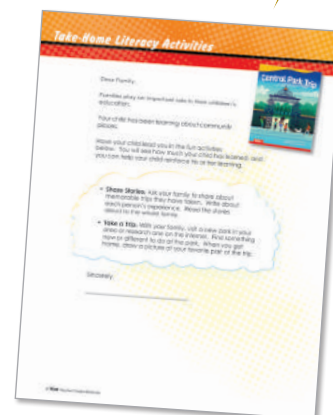 Take-Home Literacy Activities
Central Park Trip
Dear Family,
Families play an important role in their children's
education.
Your child has been learning about community
places.
Have your child lead you in the fun activities
below. You will see how much your child has learned, and
you can help your child reinforce his or her learning.
• Share Stories: Ask your family to share about
memorable trips they have taken. Write about
each person's experience. Read the stories
aloud to the whole family.
• Take a Trip: With your family, visit a new park in your
area or research one on the Internet. Find something
new or different to do at the park. When you get
home, draw a picture of your favorite part of the trip.
Sincerely,